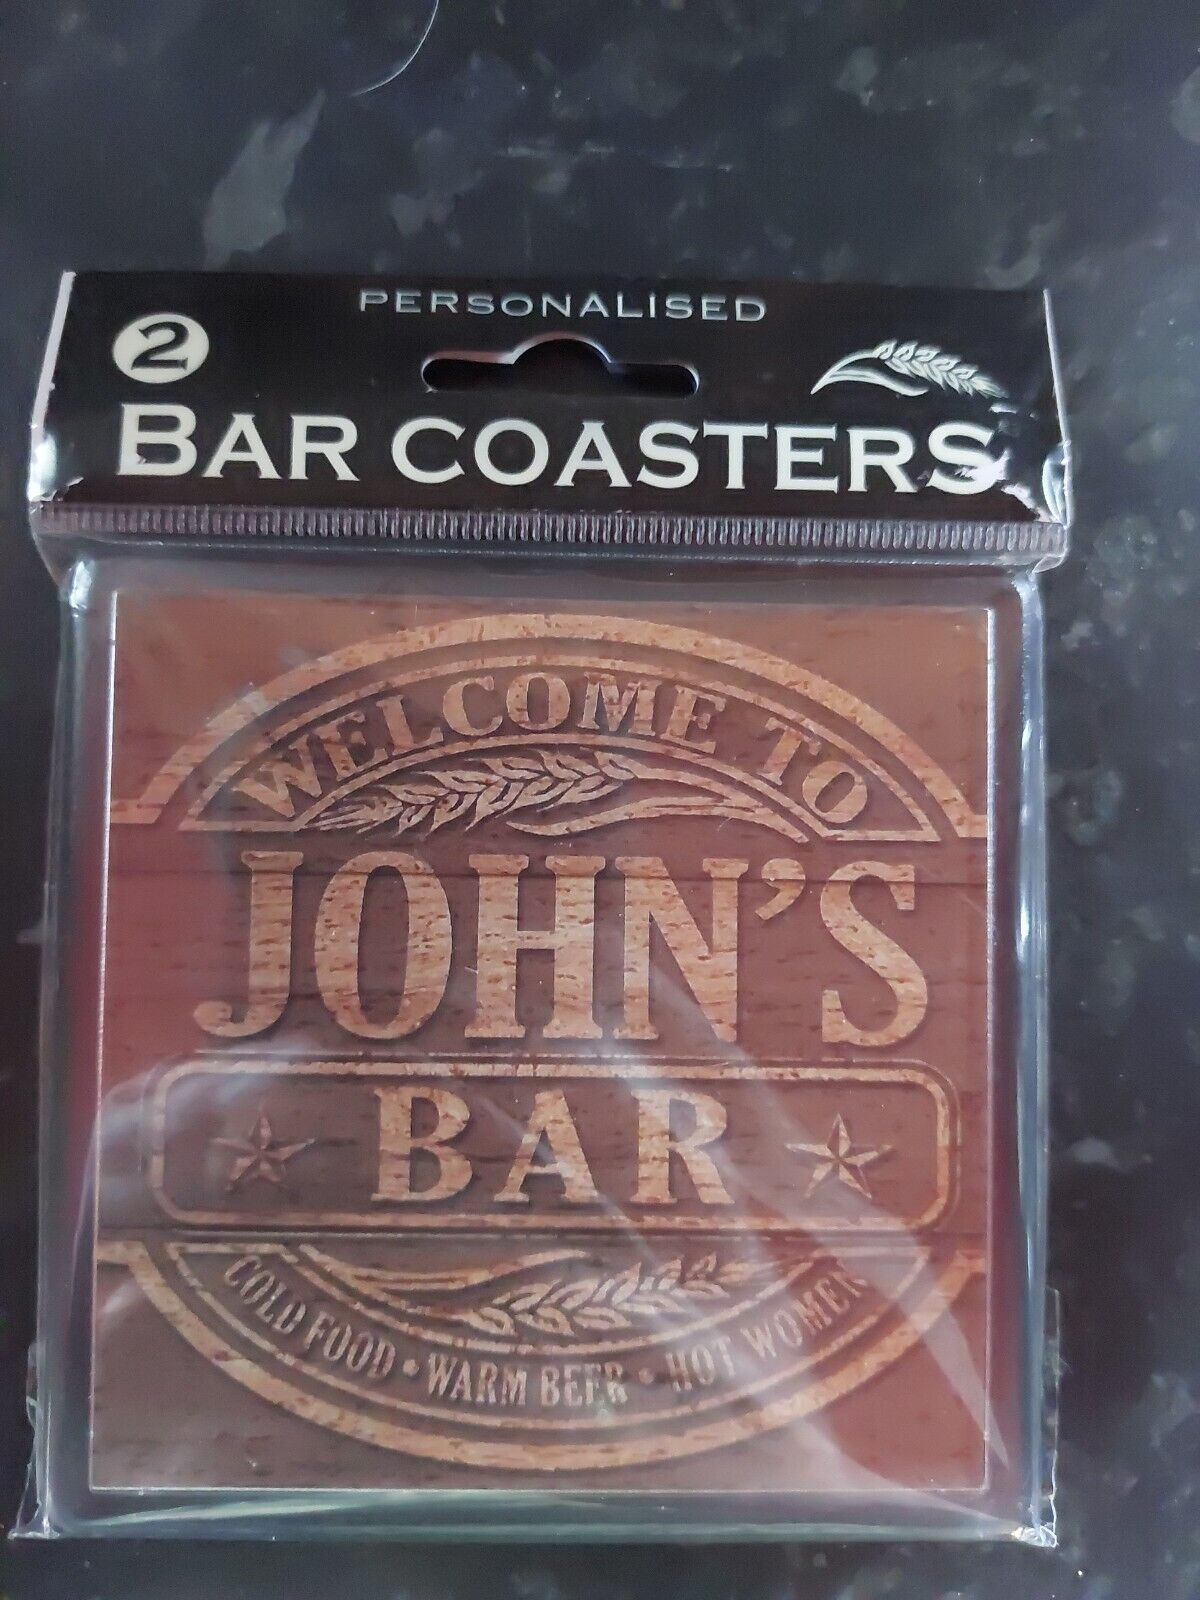 PERSONALISED
2
BAR COASTERS
WELCOME TO
JOHN'S
BAR
COLD FOOD • WARM BEER • HOT WOMEN